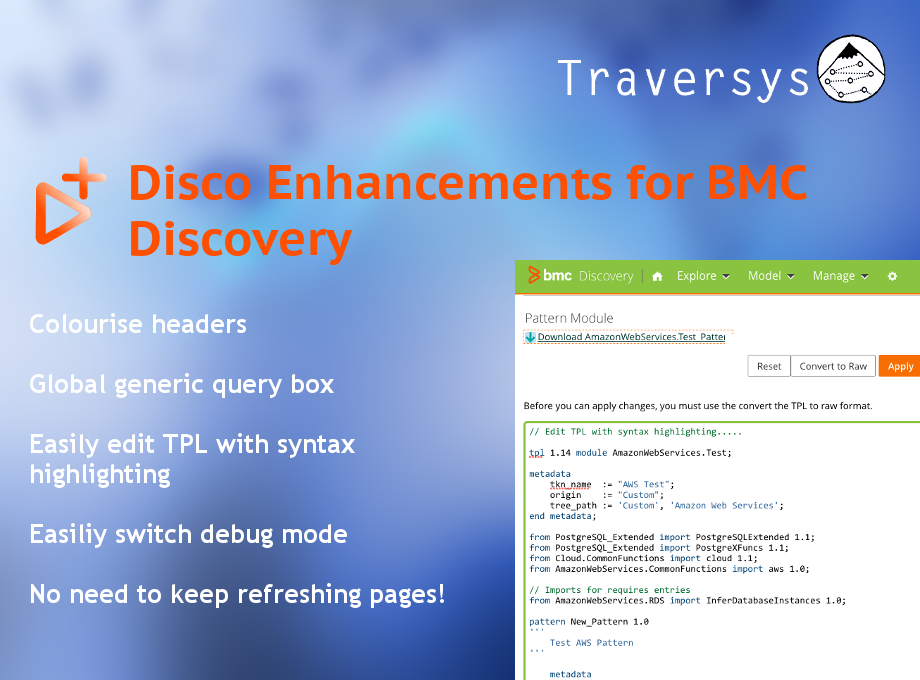 Traversys
Disco Enhancements for BMC
Discovery
Colourise headers
Global generic query box
Easily edit TPL with syntax
highlighting
Easiliy switch debug mode
No need to keep refreshing pages!
bmc Discovery Explore Model Manage
Pattern Module
Download AmazonWebServices.Test Patter
Reset Convert to Raw Apply
Before you can apply changes, you must use the convert the TPL to raw format.
// Edit TPL with syntax highlighting.....
tpl 1.14 module AmazonWebServices.Test;
metadata
tkn_name := "AWS Test";
origin := "Custom";
tree_path := 'Custom', 'Amazon Web Services';
end metadata;
from PostgreSQL_Extended import PostgreSQLExtended 1.1;
from PostgreSQL_Extended import PostgreXFuncs 1.1;
from Cloud.CommonFunctions import cloud 1.1;
from AmazonWebServices.CommonFunctions import aws 1.0;
// Imports for requires entries
from AmazonWebServices.RDS import InferDatabaseInstances 1.0;
pattern New_Pattern 1.0
'''
Test AWS Pattern
'''
metadata